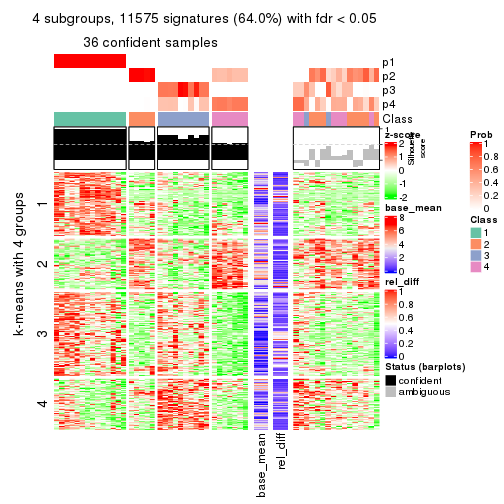 4 subgroups, 11575 signatures (64.0%) with fdr < 0.05
36 confident samples
p1
p2
p3
p4
Class
1
Silhouette
score
k-means with 4 groups
1
2
3
4
base_mean
rel_diff
z-score
2
1
0
-1
-2
base_mean
8
6
4
2
0
rel_diff
1
0.8
0.6
0.4
0.2
0
Status (barplots)
confident
ambiguous
Prob
1
0.8
0.6
0.4
0.2
0
Class
1
2
3
4